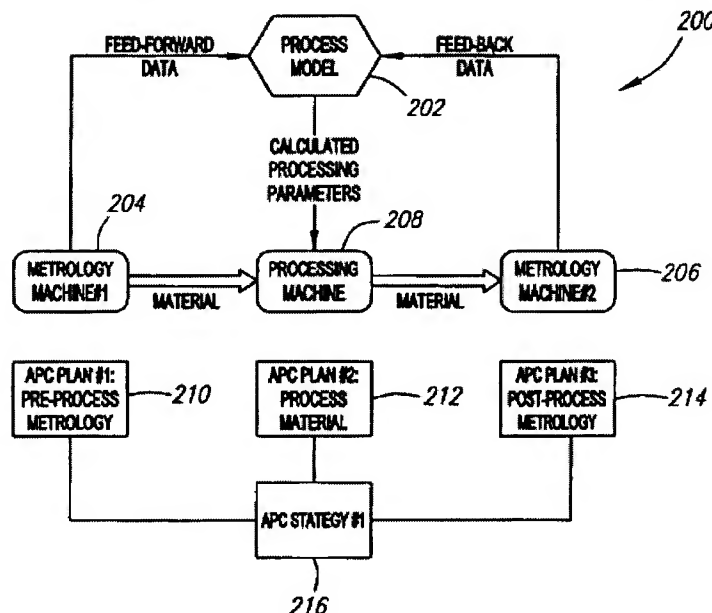 200
FEED-FORWARD
DATA
PROCESS
MODEL
FEED-BACK
DATA
202
CALCULATED
PROCESSING
PARAMETERS
204
208
METROLOGY
MACHINE#1
MATERIAL
PROCESSING
MACHINE
MATERIAL
METROLOGY
MACHINE#2
206
APC PLAN #1:
PRE-PROCESS
METROLOGY
210
APC PLAN #2:
PROCESS
MATERIAL
212
APC PLAN #3:
POST-PROCESS
METROLOGY
214
APC STATEGY #1
216